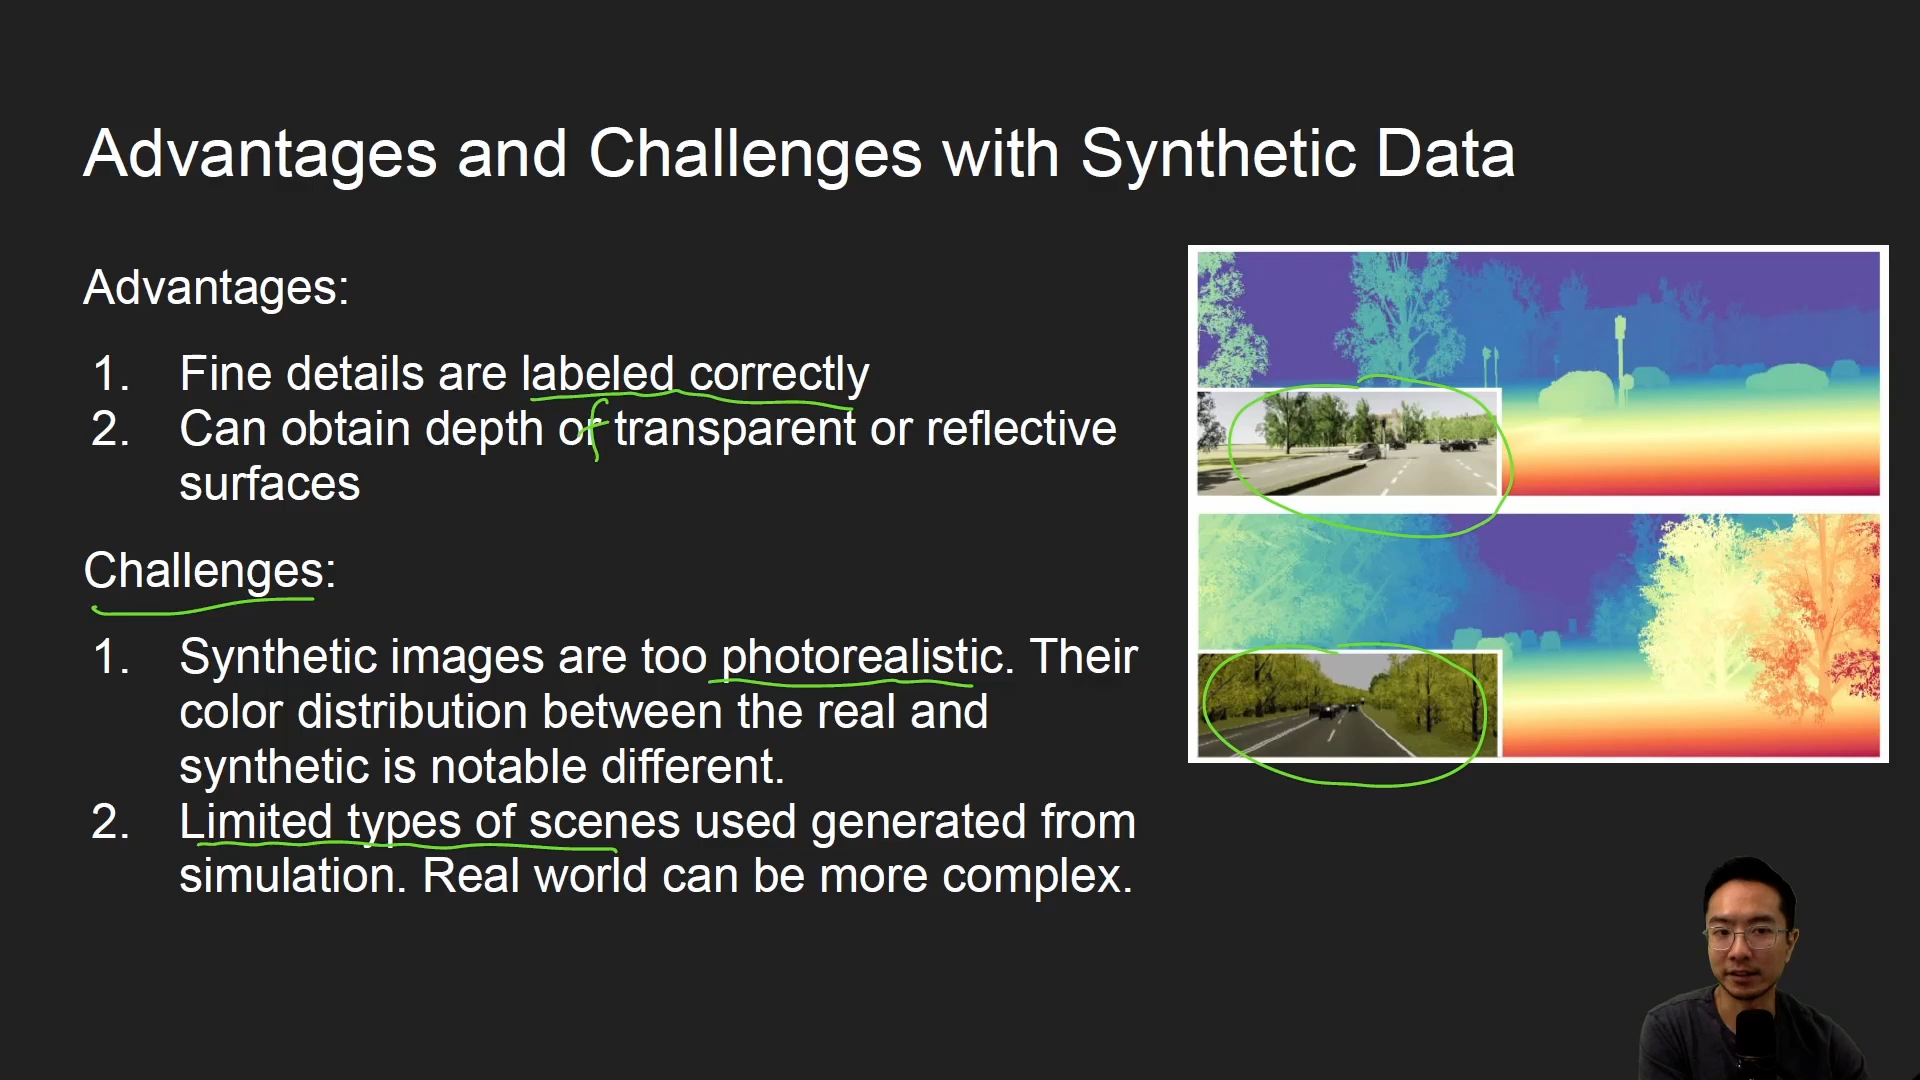 Advantages and Challenges with Synthetic Data
Advantages:
1. Fine details are labeled correctly
2. Can obtain depth of transparent or reflective
surfaces
Challenges:
1. Synthetic images are too photorealistic. Their
color distribution between the real and
synthetic is notable different.
2. Limited types of scenes used generated from
simulation. Real world can be more complex.